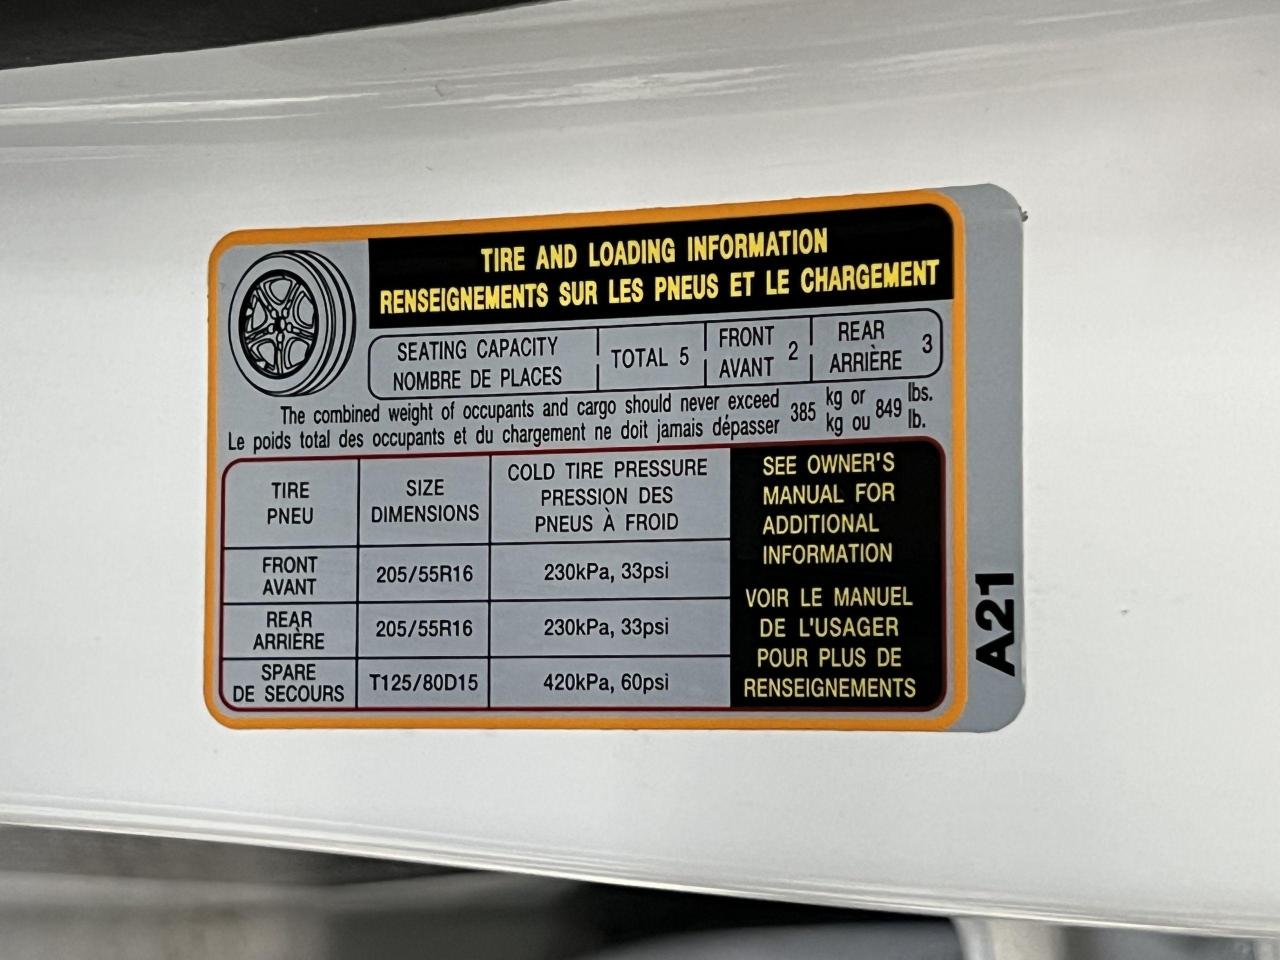 TIRE AND LOADING INFORMATION
RENSEIGNEMENTS SUR LES PNEUS ET LE CHARGEMENT
SEATING CAPACITY
NOMBRE DE PLACES
TOTAL 5
FRONT
AVANT
2
REAR
ARRIÈRE
3
The combined weight of occupants and cargo should never exceed 385 kg or 849 lbs.
Le poids total des occupants et du chargement ne doit jamais dépasser kg ou lb.
TIRE
PNEU
SIZE
DIMENSIONS
COLD TIRE PRESSURE
PRESSION DES
PNEUS À FROID
FRONT
AVANT
205/55R16
230kPa, 33psi
REAR
ARRIÈRE
205/55R16
230kPa, 33psi
SPARE
DE SECOURS
T125/80D15
420kPa, 60psi
SEE OWNER'S
MANUAL FOR
ADDITIONAL
INFORMATION
VOIR LE MANUEL
DE L'USAGER
POUR PLUS DE
RENSEIGNEMENTS
A21